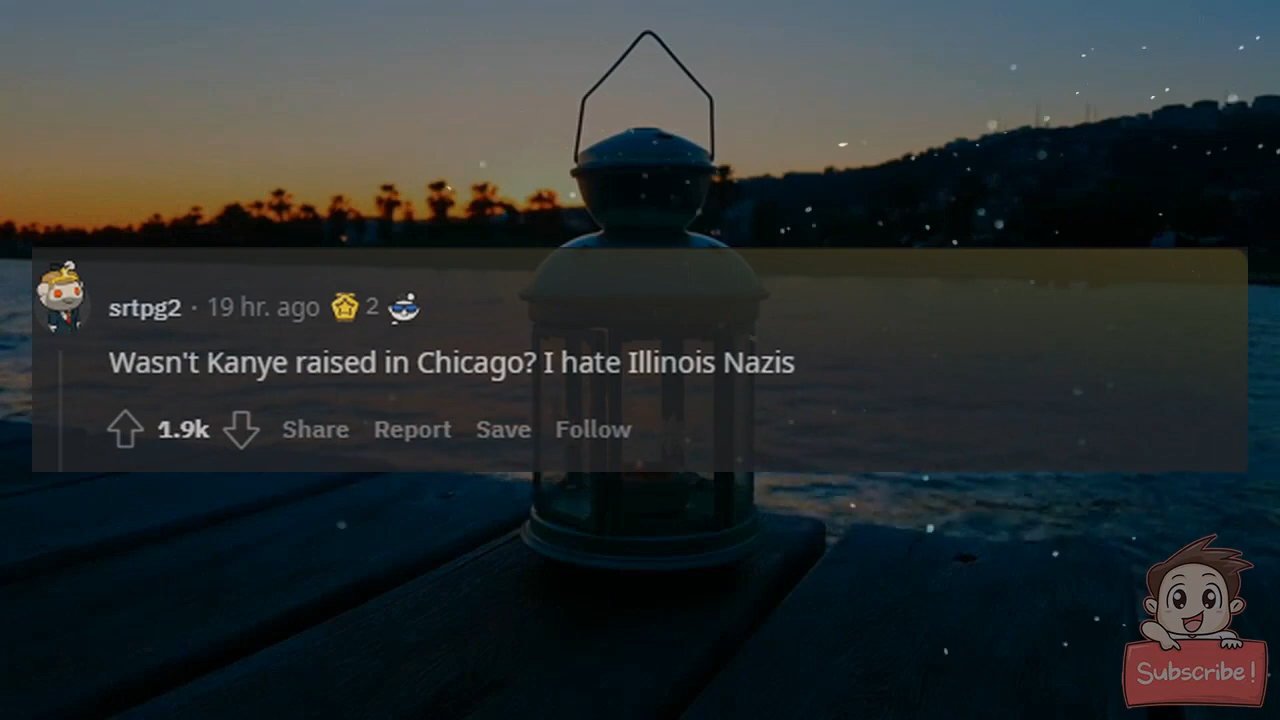 srtpg2 · 19 hr. ago 2
Wasn't Kanye raised in Chicago? I hate Illinois Nazis
1.9k Share Report Save Follow
Subscribe!